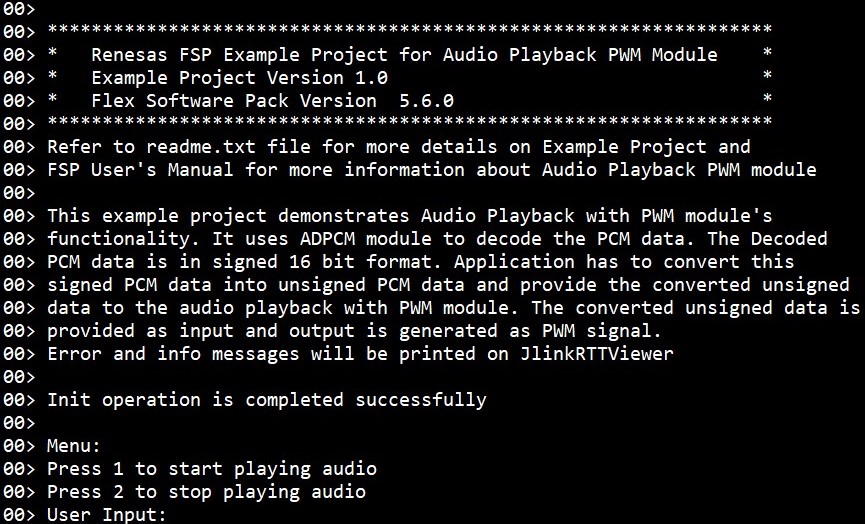 00>
00> ******************************************************************
00> *   Renesas FSP Example Project for Audio Playback PWM Module    *
00> *   Example Project Version 1.0                                  *
00> *   Flex Software Pack Version  5.6.0                            *
00> ******************************************************************
00> Refer to readme.txt file for more details on Example Project and
00> FSP User's Manual for more information about Audio Playback PWM module
00>
00> This example project demonstrates Audio Playback with PWM module's
00> functionality. It uses ADPCM module to decode the PCM data. The Decoded
00> PCM data is in signed 16 bit format. Application has to convert this
00> signed PCM data into unsigned PCM data and provide the converted unsigned
00> data to the audio playback with PWM module. The converted unsigned data is
00> provided as input and output is generated as PWM signal.
00> Error and info messages will be printed on JlinkRTTViewer
00>
00> Init operation is completed successfully
00>
00> Menu:
00> Press 1 to start playing audio
00> Press 2 to stop playing audio
00> User Input: